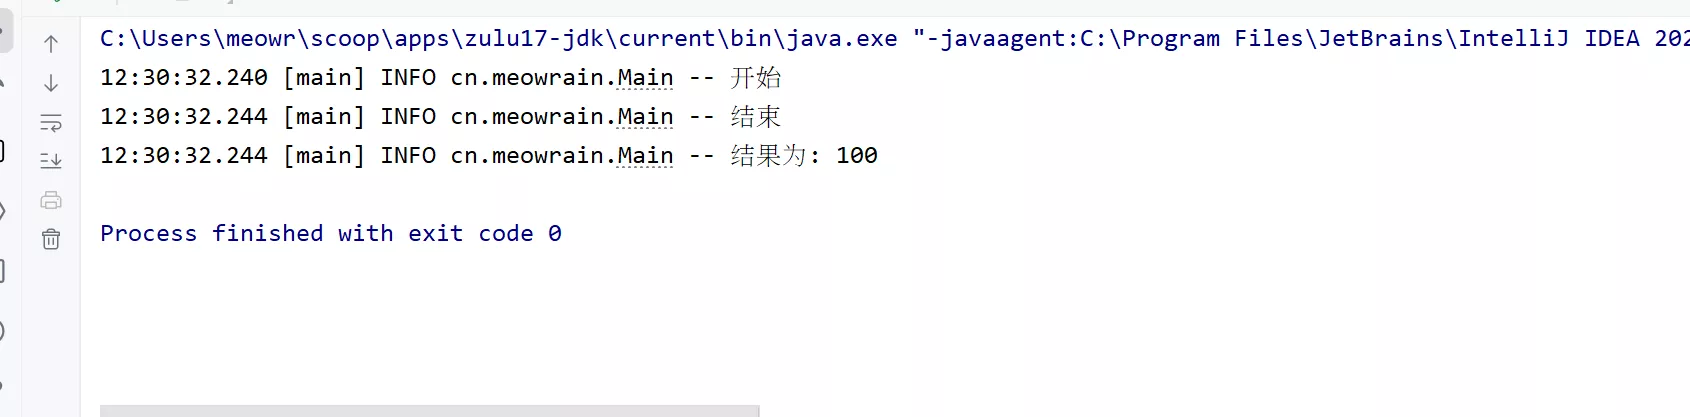 C:\Users\meowr\scoop\apps\zulu17-jdk\current\bin\java.exe "-javaagent:C:\Program Files\JetBrains\IntelliJ IDEA 202
12:30:32.240 [main] INFO cn.meowrain.Main -- 开始
12:30:32.244 [main] INFO cn.meowrain.Main -- 结束
12:30:32.244 [main] INFO cn.meowrain.Main -- 结果为: 100
Process finished with exit code 0